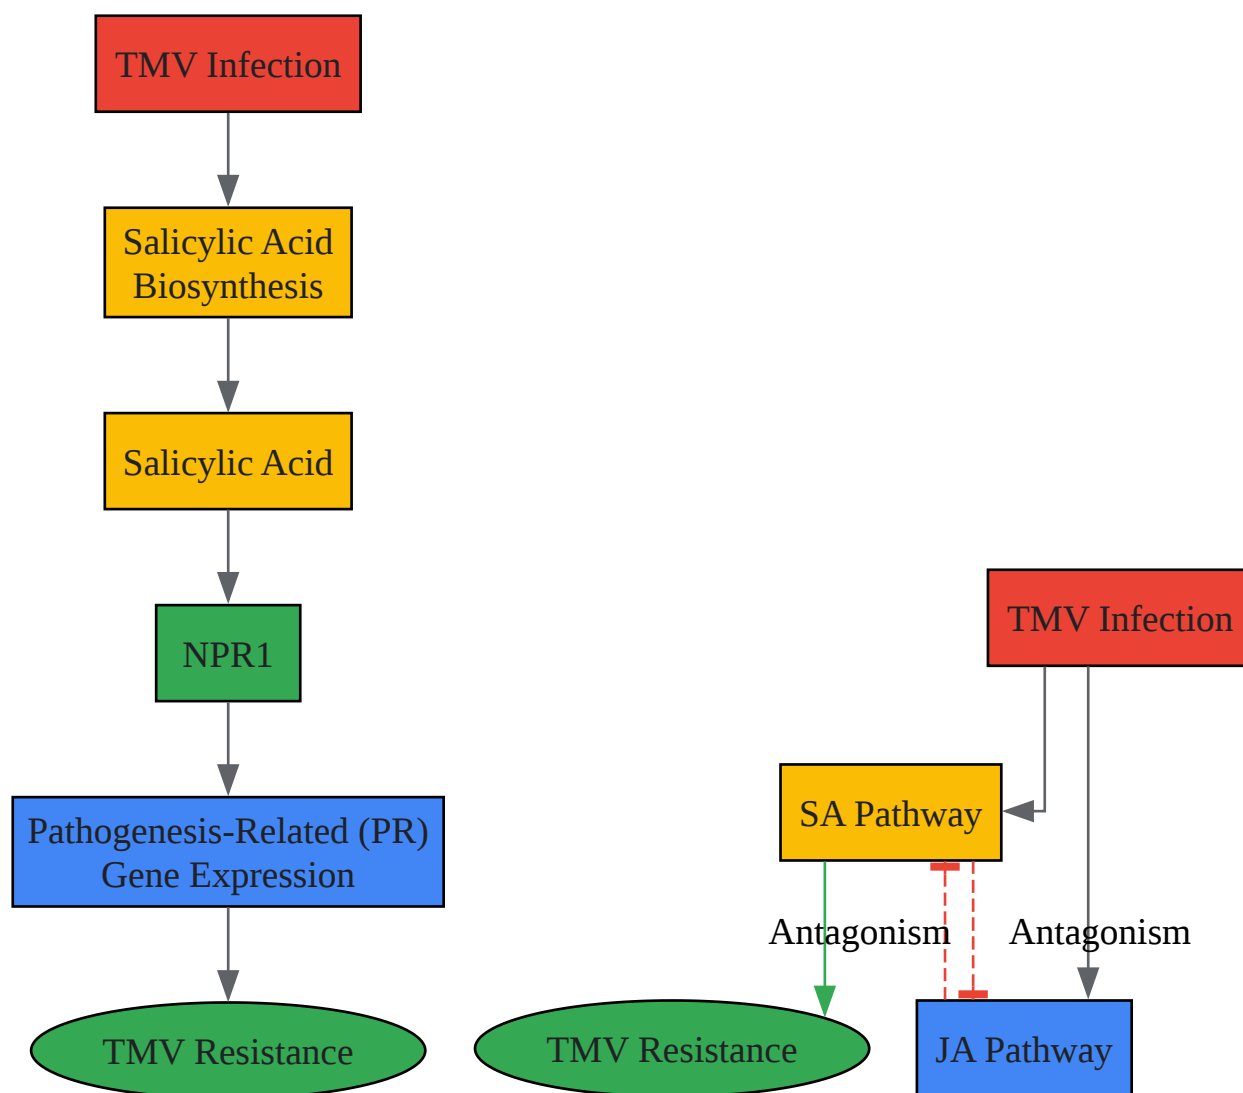 TMV Infection
Salicylic Acid
Biosynthesis
Salicylic Acid
NPR1
Pathogenesis-Related (PR)
Gene Expression
TMV Resistance
TMV Infection
SA Pathway
Antagonism
Antagonism
TMV Resistance
JA Pathway